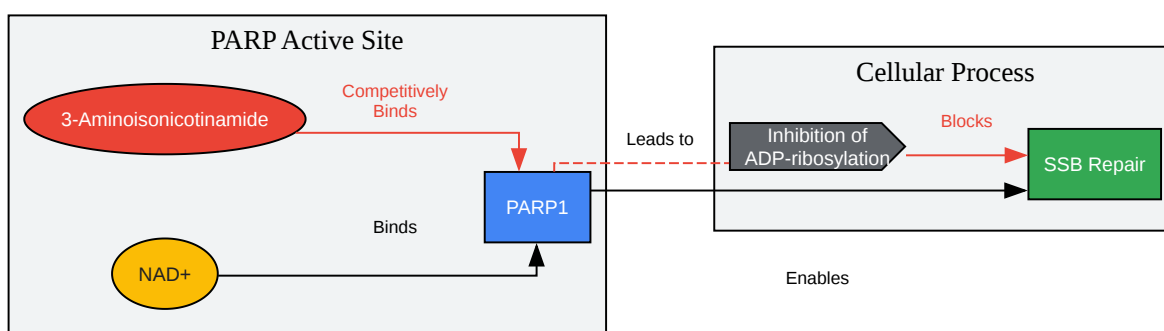 PARP Active Site
Cellular Process
3-Aminoisonicotinamide
Competitively
Binds
Leads to
Inhibition of
ADP-ribosylation
Blocks
SSB Repair
PARP1
Binds
NAD+
Enables